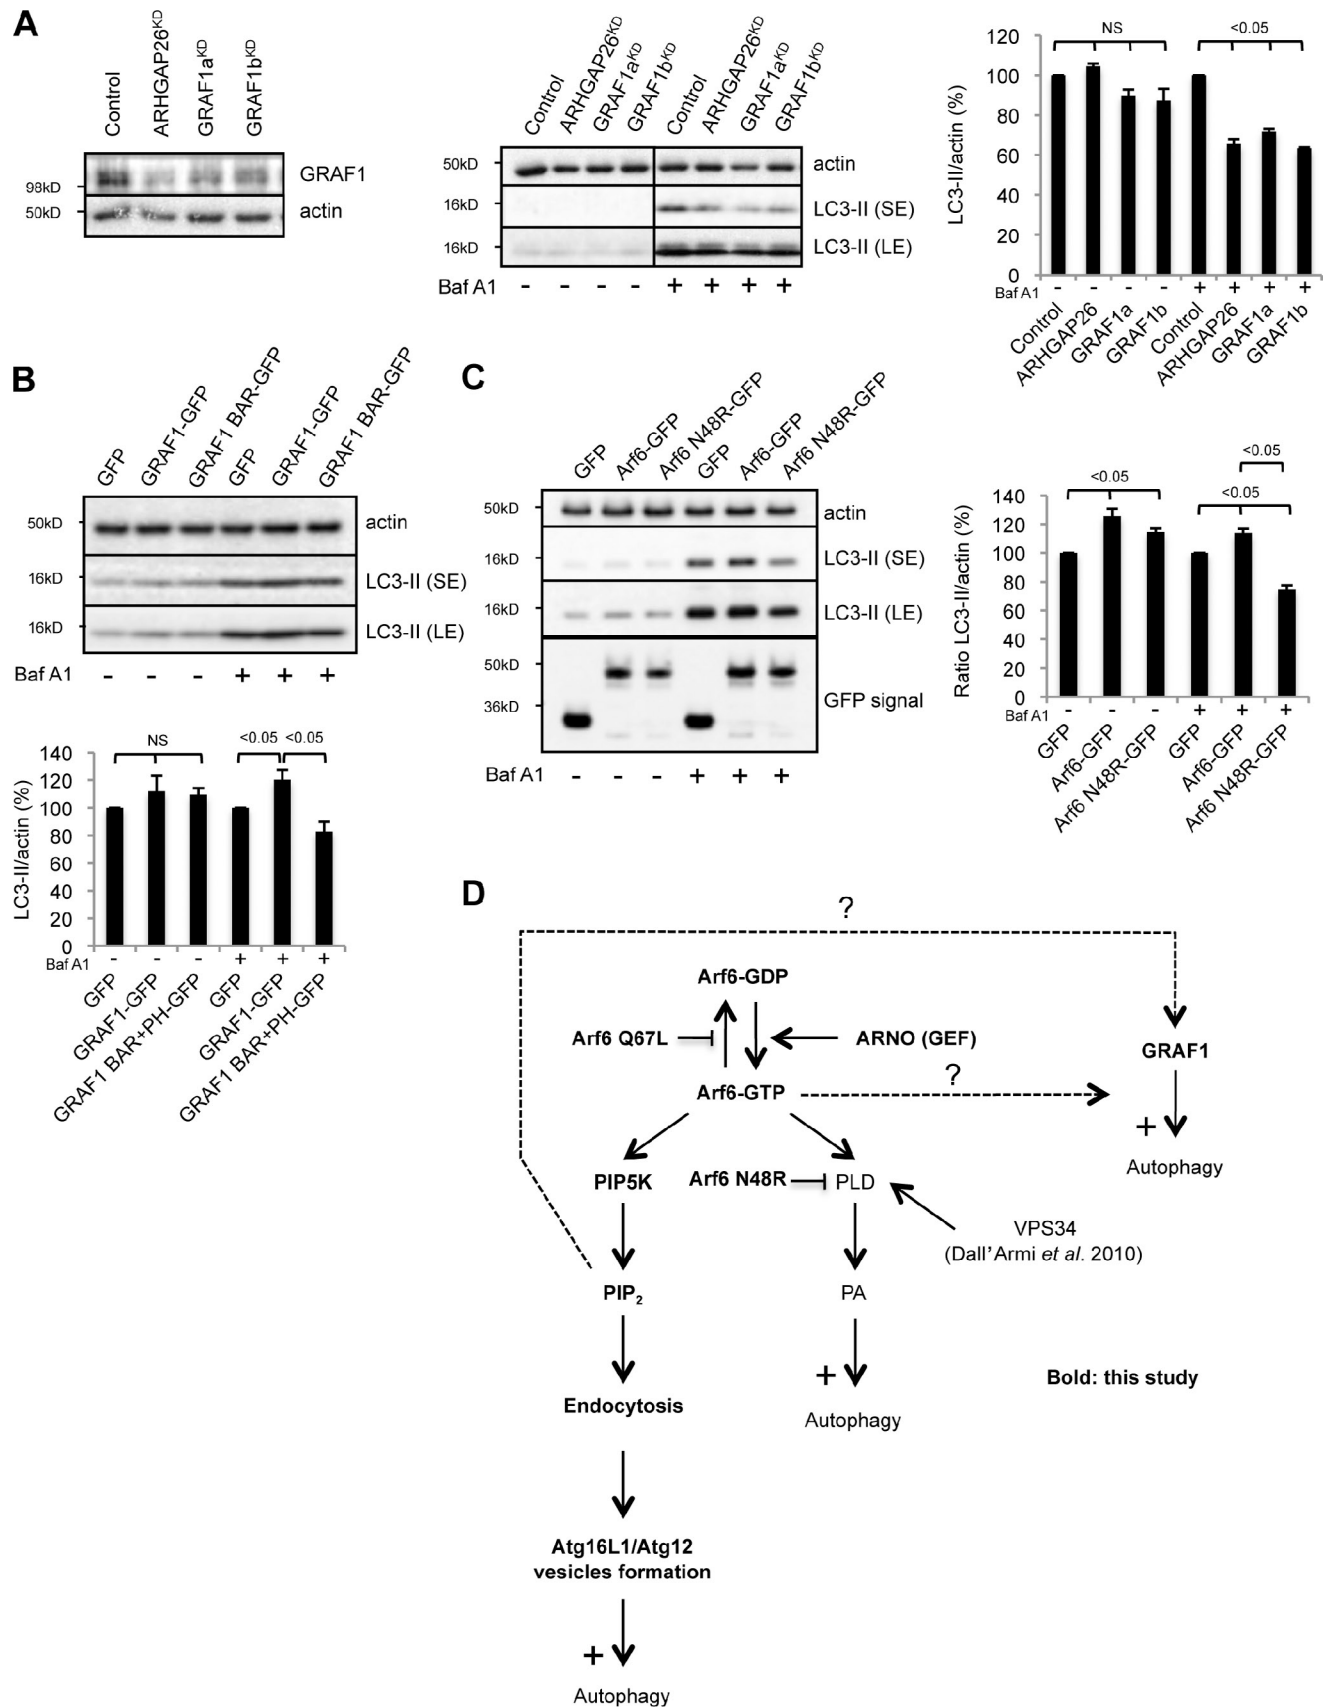 A
Control
ARHGAP26KD
GRAF1aKD
GRAF1bKD
98kD
GRAF1
50kD
actin
Control
ARHGAP26KD
GRAF1aKD
GRAF1bKD
Control
ARHGAP26KD
GRAF1aKD
GRAF1bKD
50kD
actin
16kD
LC3-II (SE)
16kD
LC3-II (LE)
Baf A1 - - - - + + + +
NS
<0.05
LC3-II/actin (%)
120
100
80
60
40
20
0
Baf A1 - - - - + + + +
Control
ARHGAP26
GRAF1a
GRAF1b
Control
ARHGAP26
GRAF1a
GRAF1b
B
GFP
GRAF1-GFP
GRAF1 BAR-GFP
GFP
GRAF1-GFP
GRAF1 BAR-GFP
50kD
actin
16kD
LC3-II (SE)
16kD
LC3-II (LE)
Baf A1 - - - + + +
NS
<0.05
<0.05
LC3-II/actin (%)
140
120
100
80
60
40
20
0
Baf A1 - - - + + +
GFP
GRAF1-GFP
GRAF1 BAR+PH-GFP
GFP
GRAF1-GFP
GRAF1 BAR+PH-GFP
C
GFP
Arf6-GFP
Arf6 N48R-GFP
GFP
Arf6-GFP
Arf6 N48R-GFP
50kD
actin
16kD
LC3-II (SE)
16kD
LC3-II (LE)
50kD
36kD
GFP signal
Baf A1 - - - + + +
<0.05
<0.05
<0.05
Ratio LC3-II/actin (%)
140
120
100
80
60
40
20
0
Baf A1 - - - + + +
GFP
Arf6-GFP
Arf6 N48R-GFP
GFP
Arf6-GFP
Arf6 N48R-GFP
D
?
Arf6-GDP
Arf6 Q67L
ARNO (GEF)
GRAF1
Arf6-GTP
?
+
Autophagy
PIP5K
Arf6 N48R
PLD
VPS34
(Dall'Armi et al. 2010)
PIP2
PA
+
Bold: this study
Endocytosis
Autophagy
Atg16L1/Atg12
vesicles formation
+
Autophagy